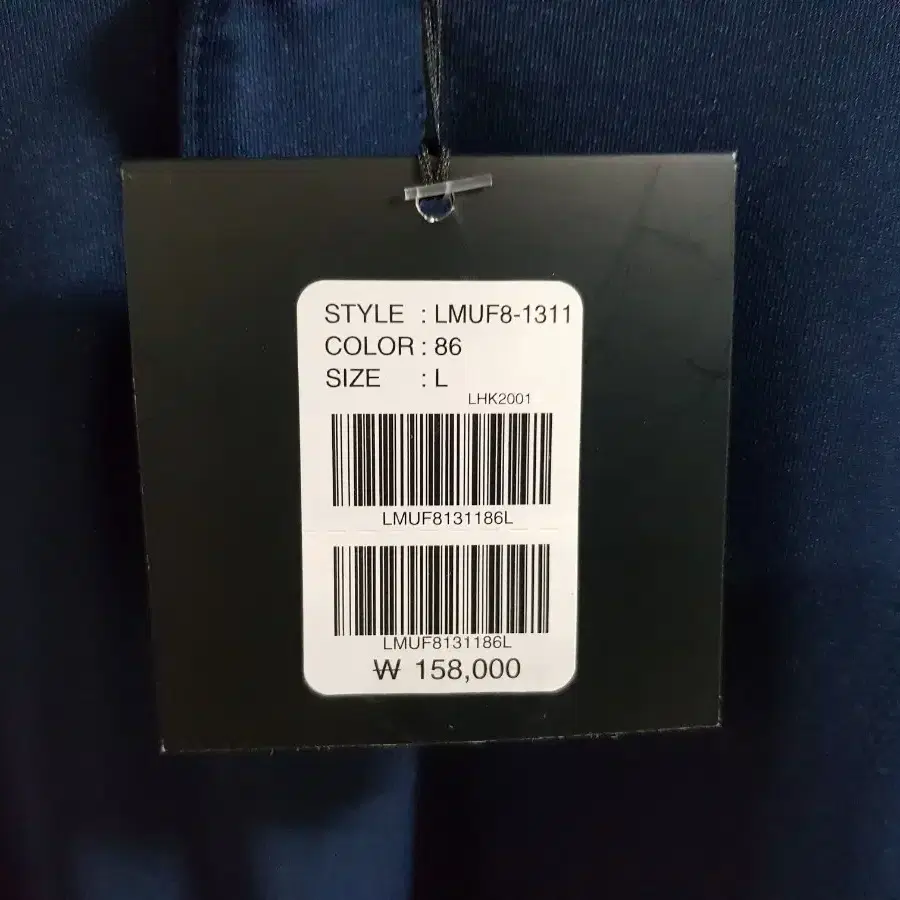 STYLE : LMUF8-1311
COLOR : 86
SIZE : L
LHK2001
LMUF8131186L
LMUF8131186L
₩ 158,000